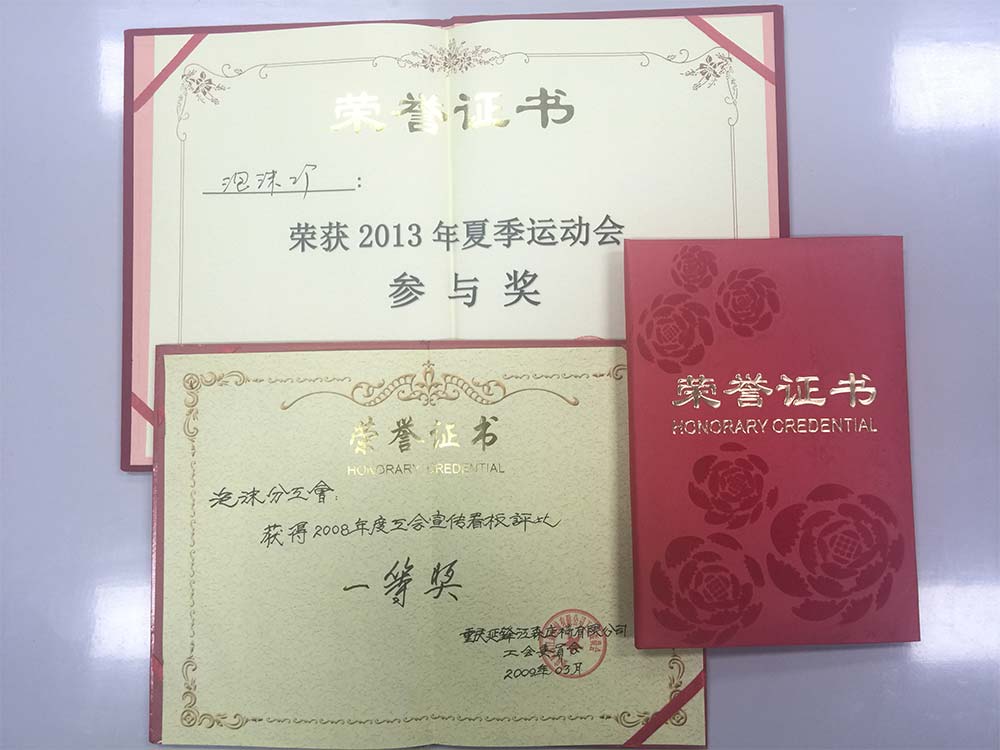 荣誉证书
泡沫
:
荣获 2013 年夏季运动会
参 与 奖
荣誉证书
HONORARY CREDENTIAL
泡沫分工會:
获得2008年度工会宣传看板評比
一等奖
重庆延锋江森座椅有限公司
工会委员会
2009年03月
荣誉证书
HONORARY CREDENTIAL